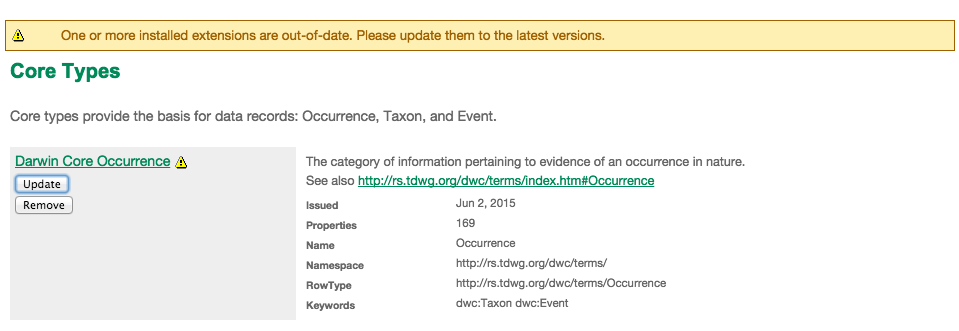 One or more installed extensions are out-of-date. Please update them to the latest versions.
Core Types
Core types provide the basis for data records: Occurrence, Taxon, and Event.
Darwin Core Occurrence
Update
Remove
The category of information pertaining to evidence of an occurrence in nature.
See also http://rs.tdwg.org/dwc/terms/index.htm#Occurrence
Issued Jun 2, 2015
Properties 169
Name Occurrence
Namespace http://rs.tdwg.org/dwc/terms/
RowType http://rs.tdwg.org/dwc/terms/Occurrence
Keywords dwc:Taxon dwc:Event